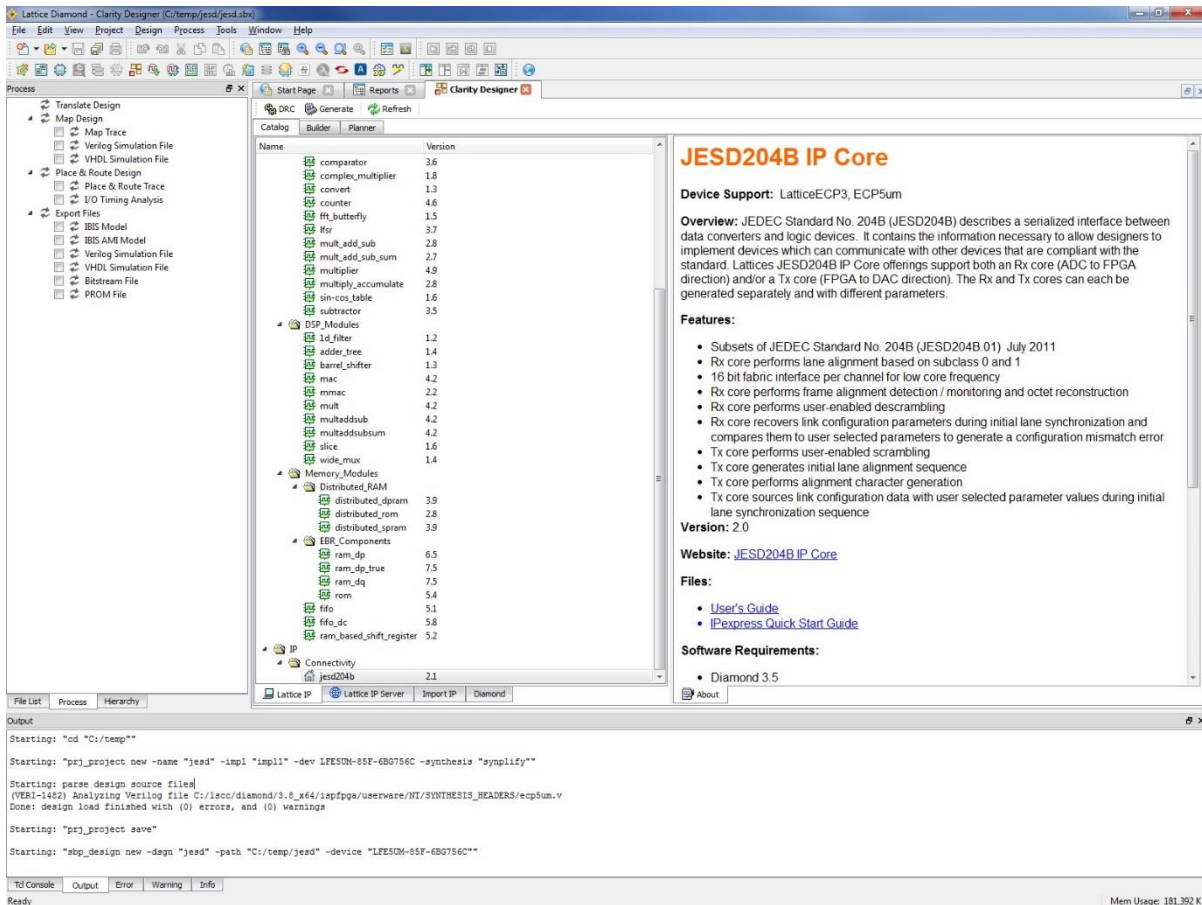 Lattice Diamond - Clarity Designer (C:/temp/jesd/jesd.sbx)
File Edit View Project Design Process Tools Window Help
Process
Translate Design
Map Design
Map Trace
Verilog Simulation File
VHDL Simulation File
Place & Route Design
Place & Route Trace
I/O Timing Analysis
Export Files
IBIS Model
IBIS AMI Model
Verilog Simulation File
VHDL Simulation File
Bitstream File
PROM File
File List Process Hierarchy
Start Page Reports Clarity Designer
DRC Generate Refresh
Catalog Builder Planner
Name Version
comparator 3.6
complex_multiplier 1.8
convert 1.3
counter 4.6
fft_butterfly 1.5
lfsr 3.7
mult_add_sub 2.8
mult_add_sub_sum 2.7
multiplier 4.9
multiply_accumulate 2.8
sin-cos_table 1.6
subtractor 3.5
DSP_Modules
1d_filter 1.2
adder_tree 1.4
barrel_shifter 1.3
mac 4.2
mmac 2.2
mult 4.2
multaddsub 4.2
multaddsubsum 4.2
slice 1.6
wide_mux 1.4
Memory_Modules
Distributed_RAM
distributed_dpram 3.9
distributed_rom 2.8
distributed_spram 3.9
EBR_Components
ram_dp 6.5
ram_dp_true 7.5
ram_dq 7.5
rom 5.4
fifo 5.1
fifo_dc 5.8
ram_based_shift_register 5.2
IP
Connectivity
jesd204b 2.1
Lattice IP Lattice IP Server Import IP Diamond
JESD204B IP Core
Device Support: LatticeECP3, ECP5um
Overview: JEDEC Standard No. 204B (JESD204B) describes a serialized interface between
data converters and logic devices. It contains the information necessary to allow designers to
implement devices which can communicate with other devices that are compliant with the
standard. Lattices JESD204B IP Core offerings support both an Rx core (ADC to FPGA
direction) and/or a Tx core (FPGA to DAC direction). The Rx and Tx cores can each be
generated separately and with different parameters.
Features:
• Subsets of JEDEC Standard No. 204B (JESD204B.01) July 2011
• Rx core performs lane alignment based on subclass 0 and 1
• 16 bit fabric interface per channel for low core frequency
• Rx core performs frame alignment detection / monitoring and octet reconstruction
• Rx core performs user-enabled descrambling
• Rx core recovers link configuration parameters during initial lane synchronization and
compares them to user selected parameters to generate a configuration mismatch error
• Tx core performs user-enabled scrambling
• Tx core generates initial lane alignment sequence
• Tx core performs alignment character generation
• Tx core sources link configuration data with user selected parameter values during initial
lane synchronization sequence
Version: 2.0
Website: JESD204B IP Core
Files:
• User's Guide
• IPexpress Quick Start Guide
Software Requirements:
• Diamond 3.5
About
Output
Starting: "cd "C:/temp""
Starting: "prj_project new -name "jesd" -impl "impl1" -dev LFE5UM-85F-6BG756C -synthesis "synplify""
Starting: parse design source files
(VERI-1482) Analyzing Verilog file C:/lscc/diamond/3.8_x64/ispfpga/userware/NT/SYNTHESIS_HEADERS/ecp5um.v
Done: design load finished with (0) errors, and (0) warnings
Starting: "prj_project save"
Starting: "sbp_design new -dsgn "jesd" -path "C:/temp/jesd" -device "LFE5UM-85F-6BG756C""
Tcl Console Output Error Warning Info
Ready Mem Usage: 181,392 K